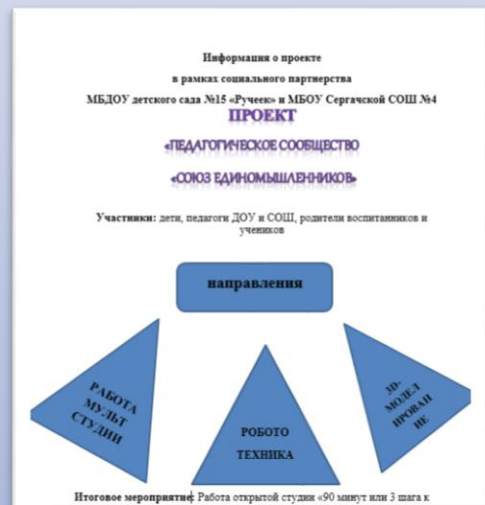 Информация о проекте
в рамках социального партнерства
МБДОУ детского сада №15 «Ручеек» и МБОУ Сергачской СОШ №4
ПРОЕКТ
«ПЕДАГОГИЧЕСКОЕ СООБЩЕСТВО
«СОЮЗ ЕДИНОМЫШЛЕННИКОВ»
Участники: дети, педагоги ДОУ и СОШ, родители воспитанников и
учеников
направления
РАБОТА
МУЛЬТ
СТУДИИ
РОБОТО
ТЕХНИКА
3D-
МОДЕЛ
ИРОВАН
ИЕ
Итоговое мероприятие: Работа открытой студии «90 минут или 3 шага к